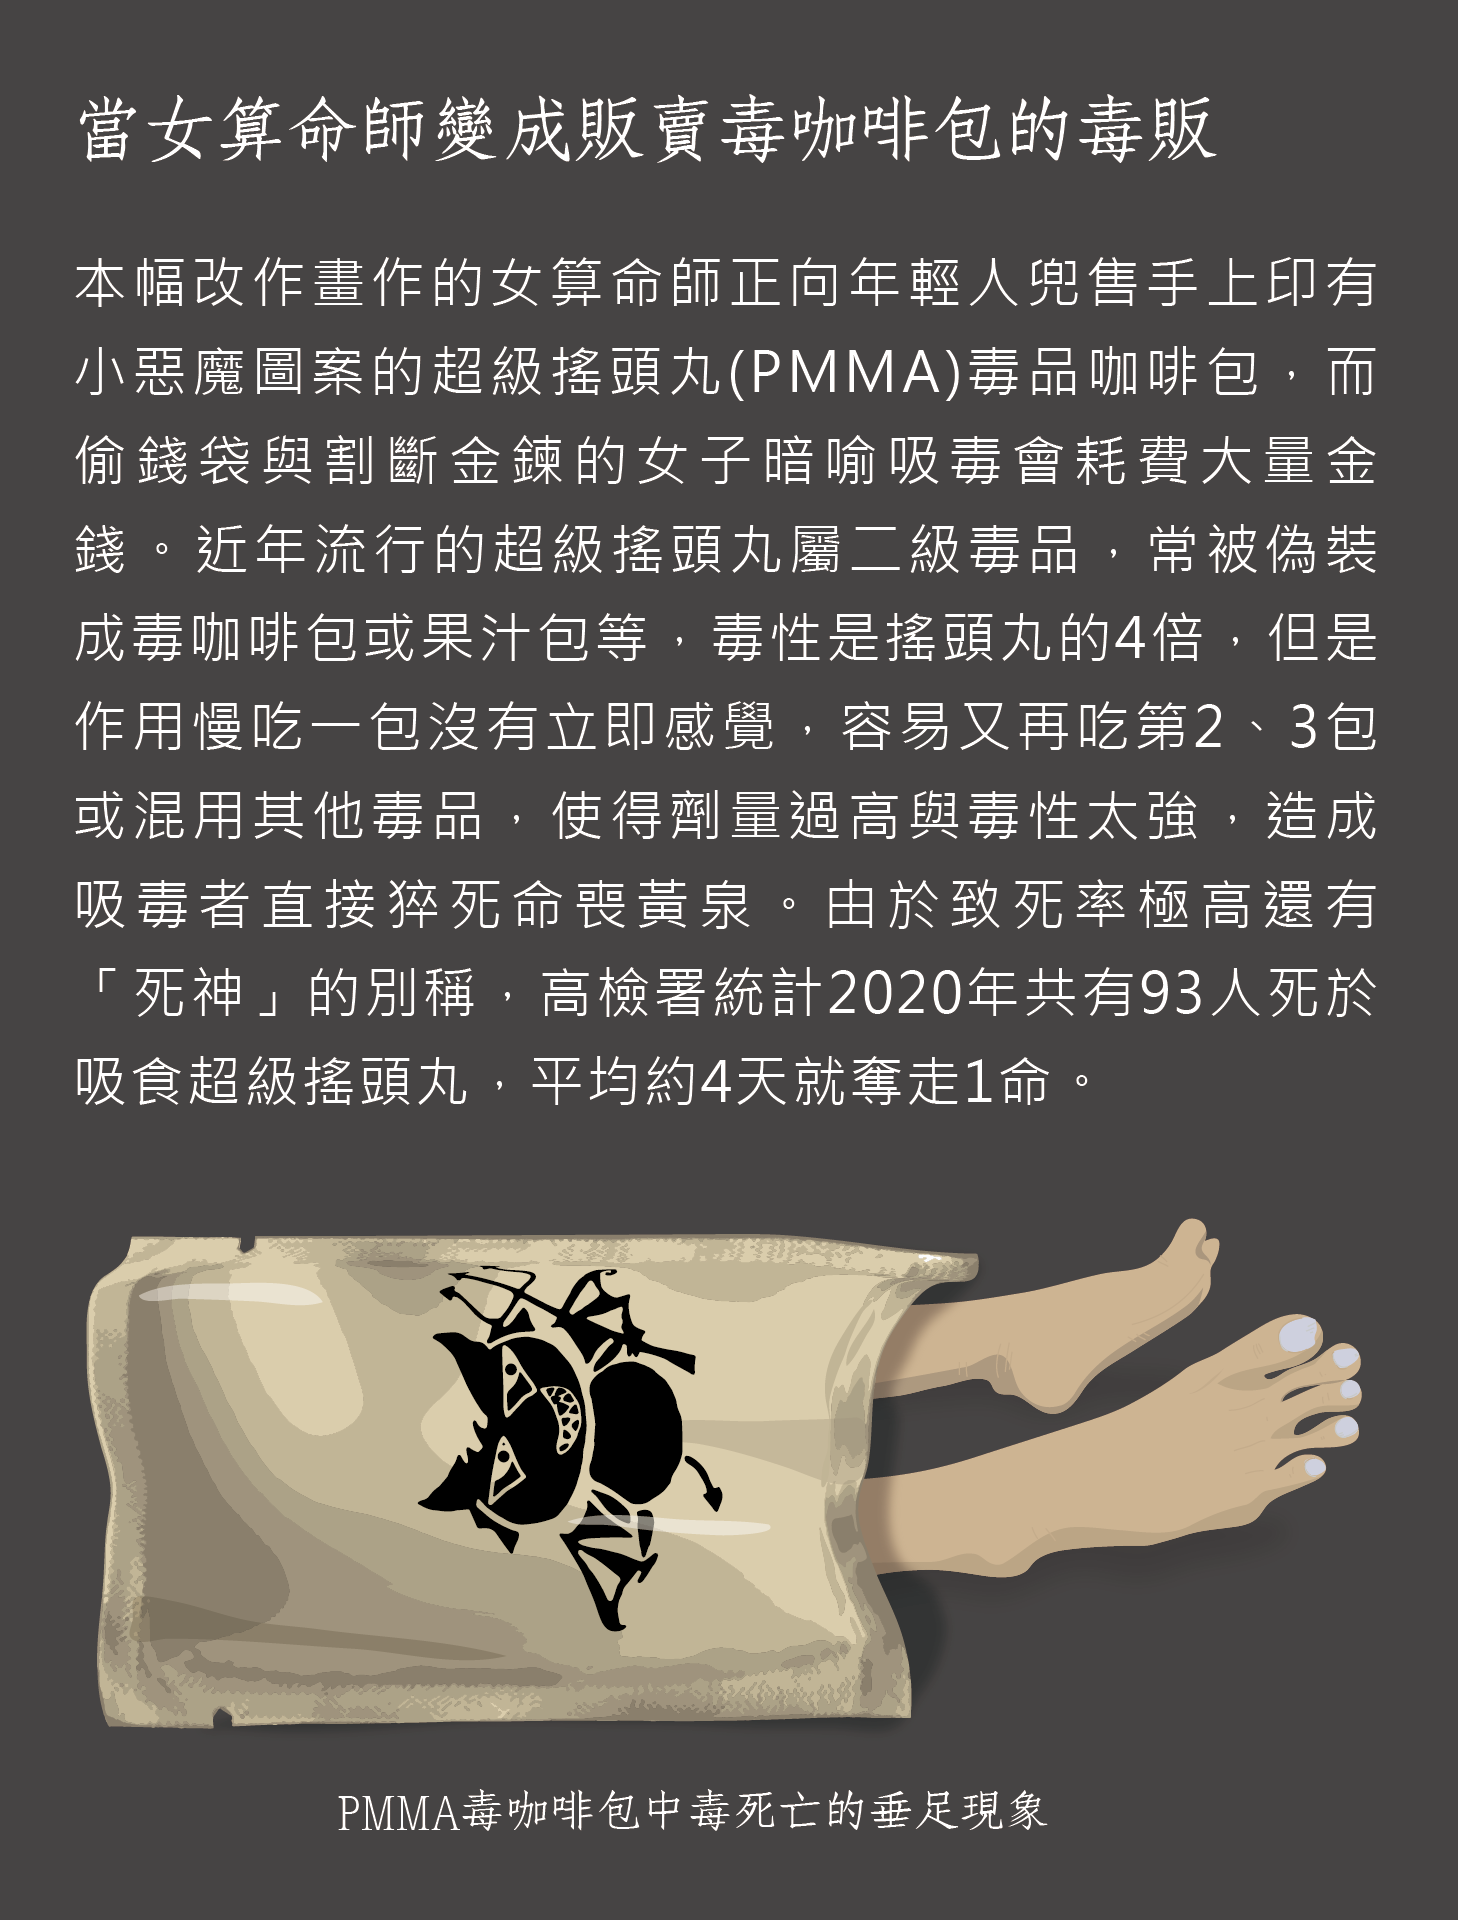 當女算命師變成販賣毒咖啡包的毒販
本幅改作畫作的女算命師正向年輕人兜售手上印有
小惡魔圖案的超級搖頭丸(PMMA)毒品咖啡包，而
偷錢袋與割斷金鍊的女子暗喻吸毒會耗費大量金
錢。近年流行的超級搖頭丸屬二級毒品，常被偽裝
成毒咖啡包或果汁包等，毒性是搖頭丸的4倍，但是
作用慢吃一包沒有立即感覺，容易又再吃第2、3包
或混用其他毒品，使得劑量過高與毒性太強，造成
吸毒者直接猝死命喪黃泉。由於致死率極高還有
「死神」的別稱，高檢署統計2020年共有93人死於
吸食超級搖頭丸，平均約4天就奪走1命。
PMMA毒咖啡包中毒死亡的垂足現象